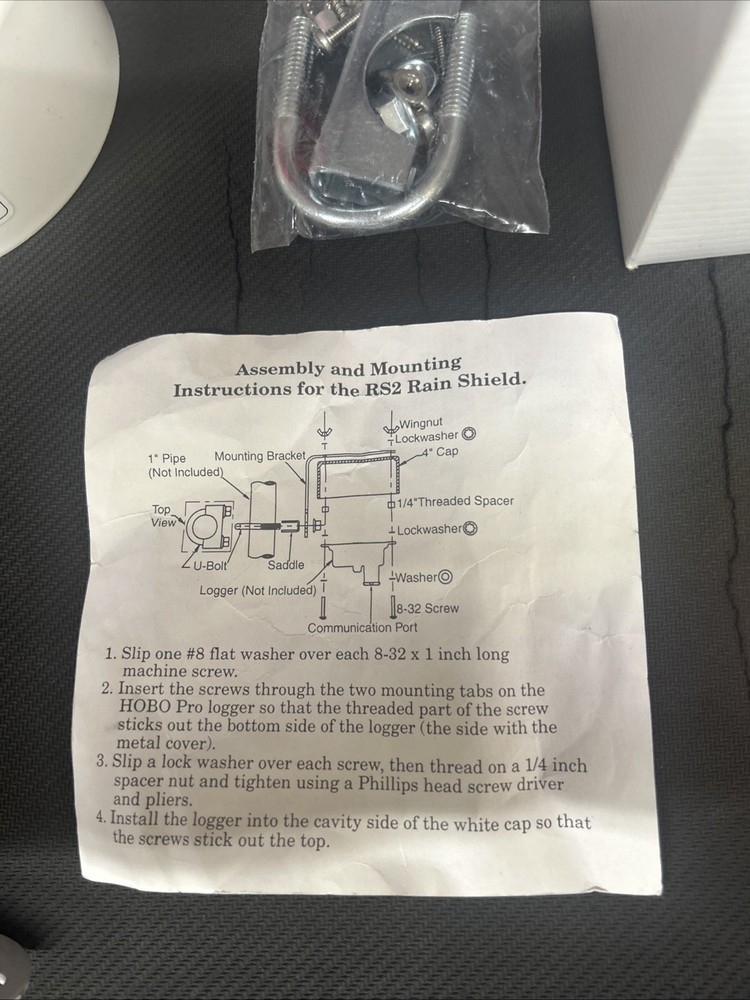 Assembly and Mounting
Instructions for the RS2 Rain Shield.
Wingnut
Lockwasher
4" Cap
1" Pipe
(Not Included)
Mounting Bracket
1/4"Threaded Spacer
Top
View
Lockwasher
U-Bolt
Saddle
Logger (Not Included)
Washer
8-32 Screw
Communication Port
1. Slip one #8 flat washer over each 8-32 x 1 inch long
machine screw.
2. Insert the screws through the two mounting tabs on the
HOBO Pro logger so that the threaded part of the screw
sticks out the bottom side of the logger (the side with the
metal cover).
3. Slip a lock washer over each screw, then thread on a 1/4 inch
spacer nut and tighten using a Phillips head screw driver
and pliers.
4. Install the logger into the cavity side of the white cap so that
the screws stick out the top.